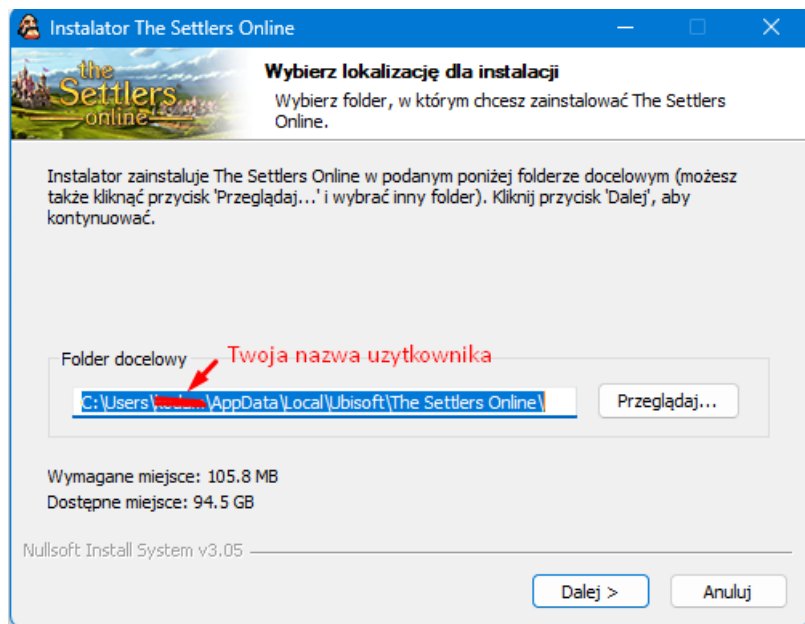 Instalator The Settlers Online
the
Settlers
online
Wybierz lokalizację dla instalacji
Wybierz folder, w którym chcesz zainstalować The Settlers
Online.
Instalator zainstaluje The Settlers Online w podanym poniżej folderze docelowym (możesz
także kliknąć przycisk 'Przeglądaj...' i wybrać inny folder). Kliknij przycisk 'Dalej', aby
kontynuować.
Folder docelowy
Twoja nazwa uzytkownika
C:\Users\ \AppData\Local\Ubisoft\The Settlers Online\
Przeglądaj...
Wymagane miejsce: 105.8 MB
Dostępne miejsce: 94.5 GB
Nullsoft Install System v3.05
Dalej >
Anuluj